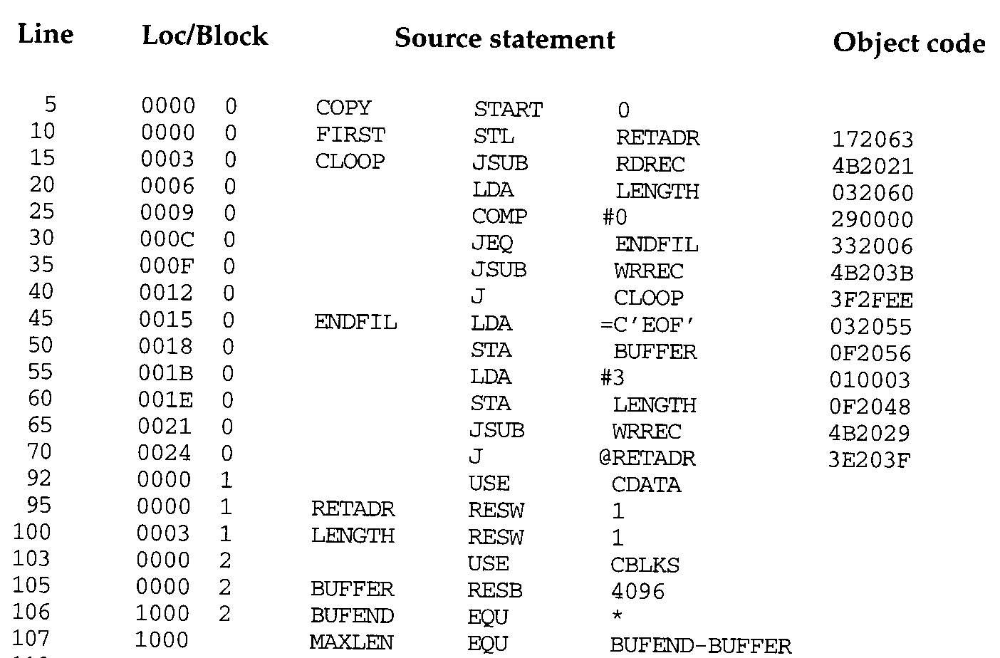 Line Loc/Block Source statement Object code
5 0000 0 COPY START 0
10 0000 0 FIRST STL RETADR 172063
15 0003 0 CLOOP JSUB RDREC 4B2021
20 0006 0 LDA LENGTH 032060
25 0009 0 COMP #0 290000
30 000C 0 JEQ ENDFIL 332006
35 000F 0 JSUB WRREC 4B203B
40 0012 0 J CLOOP 3F2FEE
45 0015 0 ENDFIL LDA =C'EOF' 032055
50 0018 0 STA BUFFER 0F2056
55 001B 0 LDA #3 010003
60 001E 0 STA LENGTH 0F2048
65 0021 0 JSUB WRREC 4B2029
70 0024 0 J @RETADR 3E203F
92 0000 1 USE CDATA
95 0000 1 RETADR RESW 1
100 0003 1 LENGTH RESW 1
103 0000 2 USE CBLKS
105 0000 2 BUFFER RESB 4096
106 1000 2 BUFEND EQU *
107 1000 MAXLEN EQU BUFEND-BUFFER